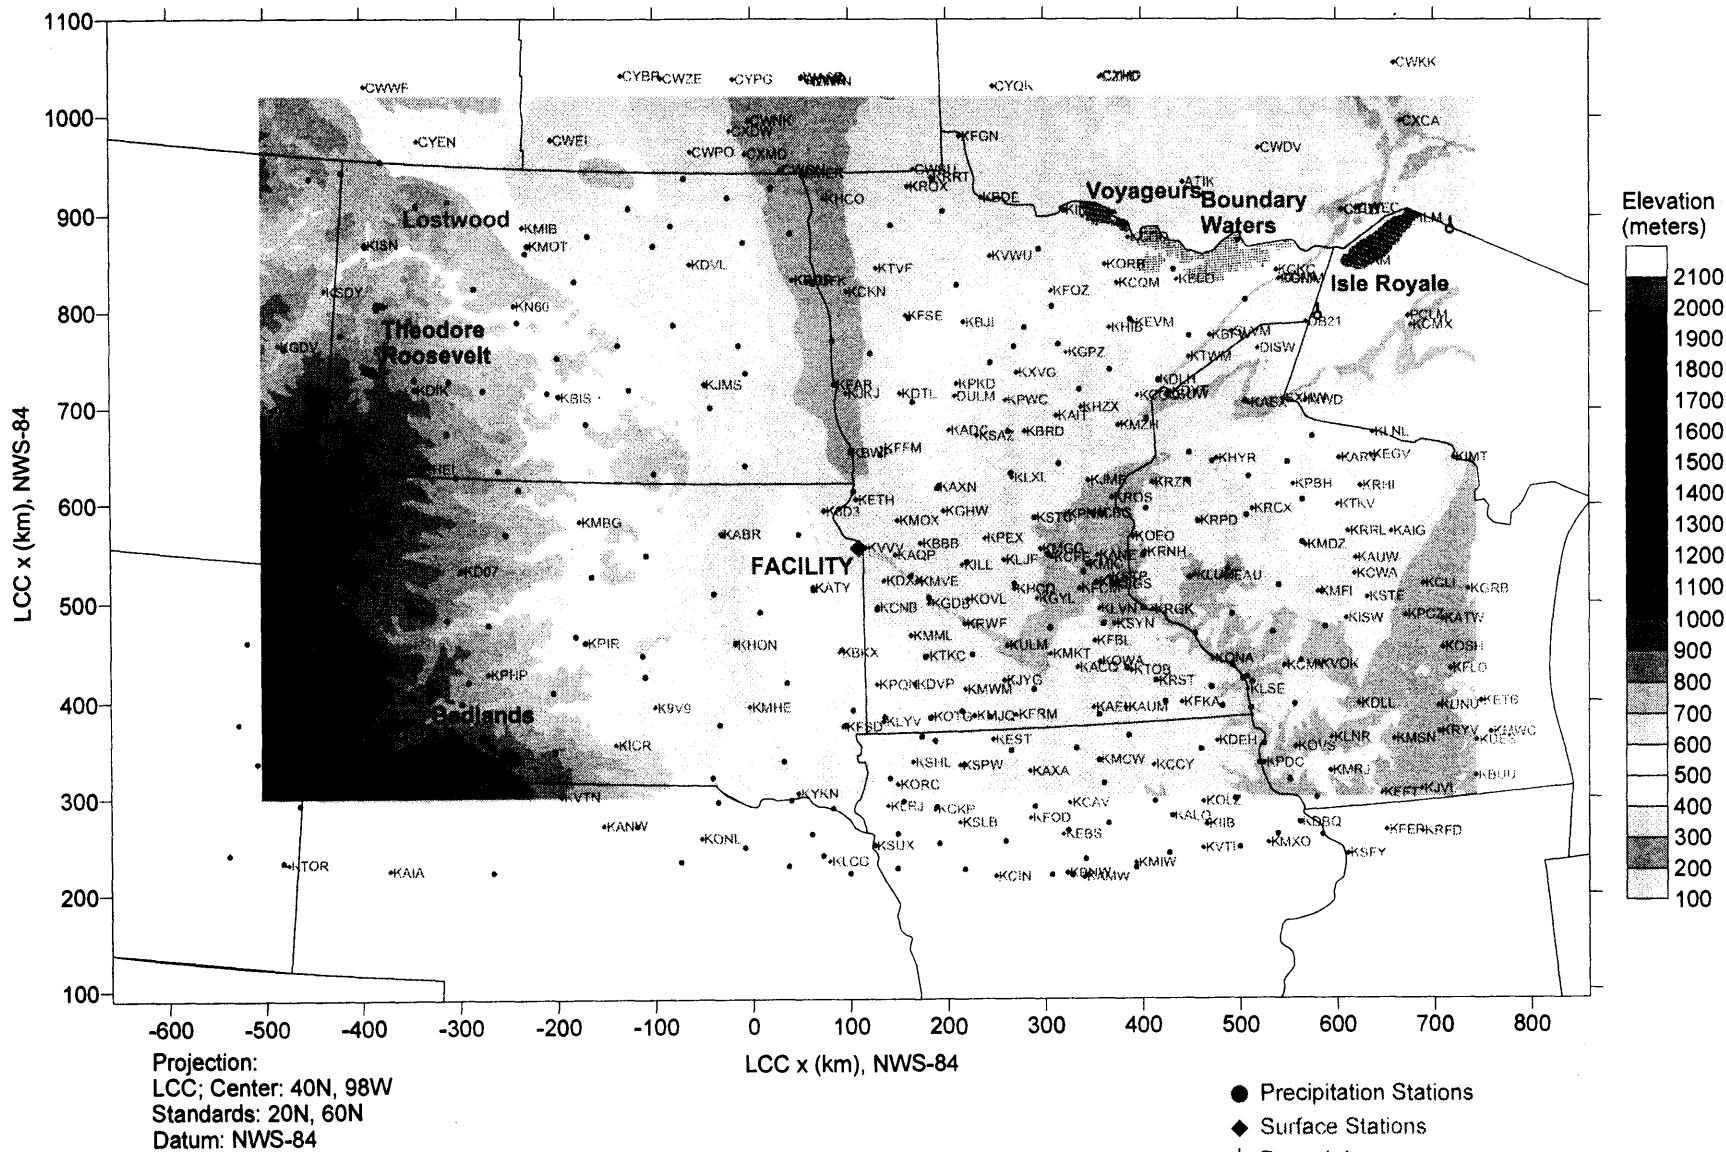 1100
1000
900
800
700
600
500
400
300
200
100
LCC x (km), NWS-84
CWWF
CYBR
CWZE
CYPG
CYQK
CWKK
CYEN
CWEI
CWNK
CXDW
CWPO
CXMD
KFGN
CXCA
CWDV
ATIK
KROX
KBDE
Voyageurs
Boundary
Waters
Lostwood
KMIB
KMOT
KISN
KHCO
KDVL
KTVF
KVWU
KORB
KSDY
KN60
KCKN
KFOZ
KCQM
Isle Royale
Theodore
Roosevelt
KGDV
KFSE
KBJI
KHIB
KEVM
KGPZ
KTWM
DISW
PCLM
KCMX
KDIK
KBIS
KJMS
KFAR
KJRJ
KDTL
KPKD
DULM
KXVG
KPWC
KDLH
KHZX
KAIT
KADC
KSAZ
KBRD
KMZH
KLNL
KBWP
KFFM
KHYR
KARV
KEGV
KIMT
KLXL
KJMR
KRZN
KPBH
KRHI
KAXN
KROS
KTKV
KETH
KGHW
KRCX
KMBG
KABR
KMOX
KRPD
KRRL
KAIG
FACILITY
KVVV
KBBB
KPEX
KOEO
KRNH
KMDZ
KAUW
KAQP
KILL
KLJF
KCWA
KD07
KATY
KMVE
KMFI
KSTE
KCLI
KGRB
KCNB
KGDB
KOVL
KGYL
KLVN
KRGK
KPCZ
KATW
KPIR
KHON
KMML
KRWF
KSYN
KISW
KBKX
KTKC
KULM
KMKT
KFBL
KOWA
KONA
KVOK
KOSH
KPHP
KDVP
KMWM
KJYG
KACQ
KTOB
KRST
KLSE
KFLD
Badlands
K9V9
KMHE
KFSD
KLYV
KOTG
KMJQ
KFRM
KAUM
KFKA
KDLL
KUNU
KETB
KICR
KEST
KDEH
KOVS
KLNR
KMSN
KRYV
KMWC
KSHL
KSPW
KAXA
KMCW
KCCY
KPDC
KMRJ
KBUU
KVTN
KYKN
KORC
KEFT
KJVL
KANW
KONL
KCKP
KSLB
KFOD
KCAV
KEBS
KOLZ
KALO
KIIB
KDBQ
KFEP
KRFD
KTOR
KAIA
KSUX
KLCG
KCIN
KAMW
KMIW
KVTI
KMXO
KSFY
-600 -500 -400 -300 -200 -100 0 100 200 300 400 500 600 700 800
LCC x (km), NWS-84
Elevation
(meters)
2100
2000
1900
1800
1700
1600
1500
1400
1300
1200
1100
1000
900
800
700
600
500
400
300
200
100
Projection:
LCC; Center: 40N, 98W
Standards: 20N, 60N
Datum: NWS-84
Precipitation Stations
Surface Stations